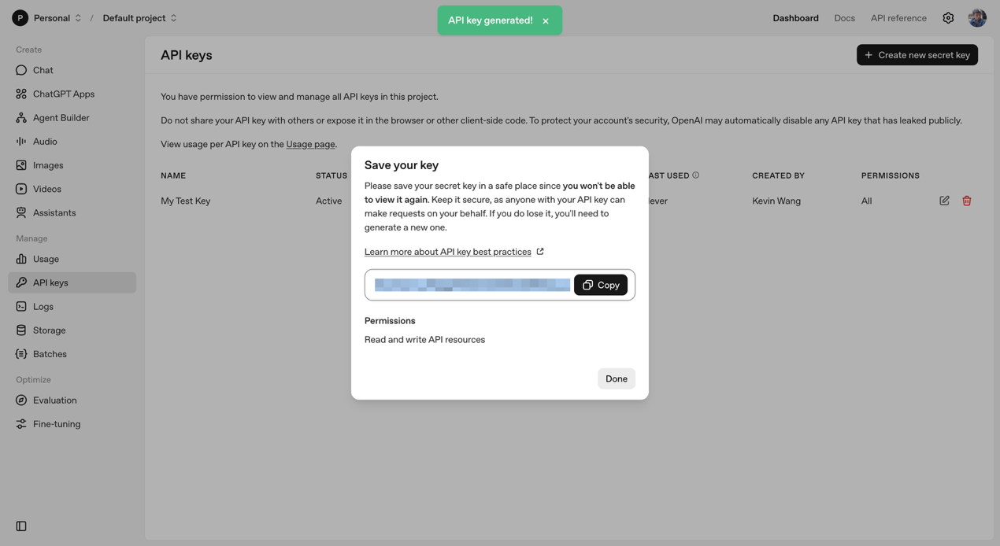 P Personal / Default project
API key generated! ×
Dashboard Docs API reference
Create
Chat
ChatGPT Apps
Agent Builder
Audio
Images
Videos
Assistants
Manage
Usage
API keys
Logs
Storage
Batches
Optimize
Evaluation
Fine-tuning
API keys
+ Create new secret key
You have permission to view and manage all API keys in this project.
Do not share your API key with others or expose it in the browser or other client-side code. To protect your account's security, OpenAI may automatically disable any API key that has leaked publicly.
View usage per API key on the Usage page.
NAME STATUS AST USED CREATED BY PERMISSIONS
My Test Key Active ever Kevin Wang All
Save your key
Please save your secret key in a safe place since you won't be able
to view it again. Keep it secure, as anyone with your API key can
make requests on your behalf. If you do lose it, you'll need to
generate a new one.
Learn more about API key best practices
Copy
Permissions
Read and write API resources
Done